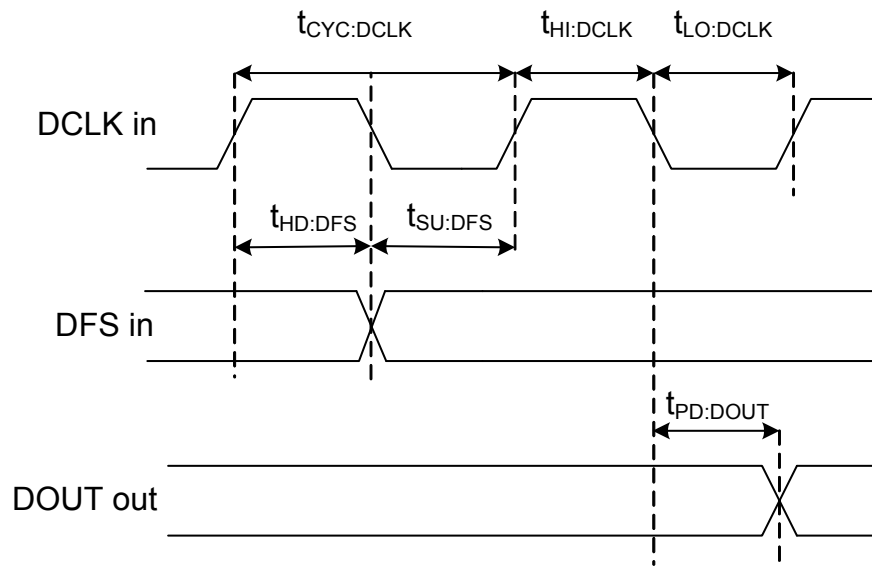 tCYC:DCLK tHI:DCLK tLO:DCLK
DCLK in
tHD:DFS tSU:DFS
DFS in
tPD:DOUT
DOUT out